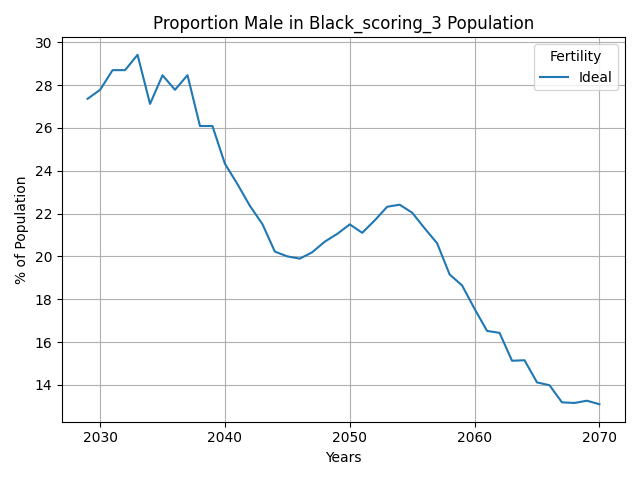 Proportion Male in Black_scoring_3 Population
Fertility
Ideal
% of Population
30
28
26
24
22
20
18
16
14
2030 2040 2050 2060 2070
Years